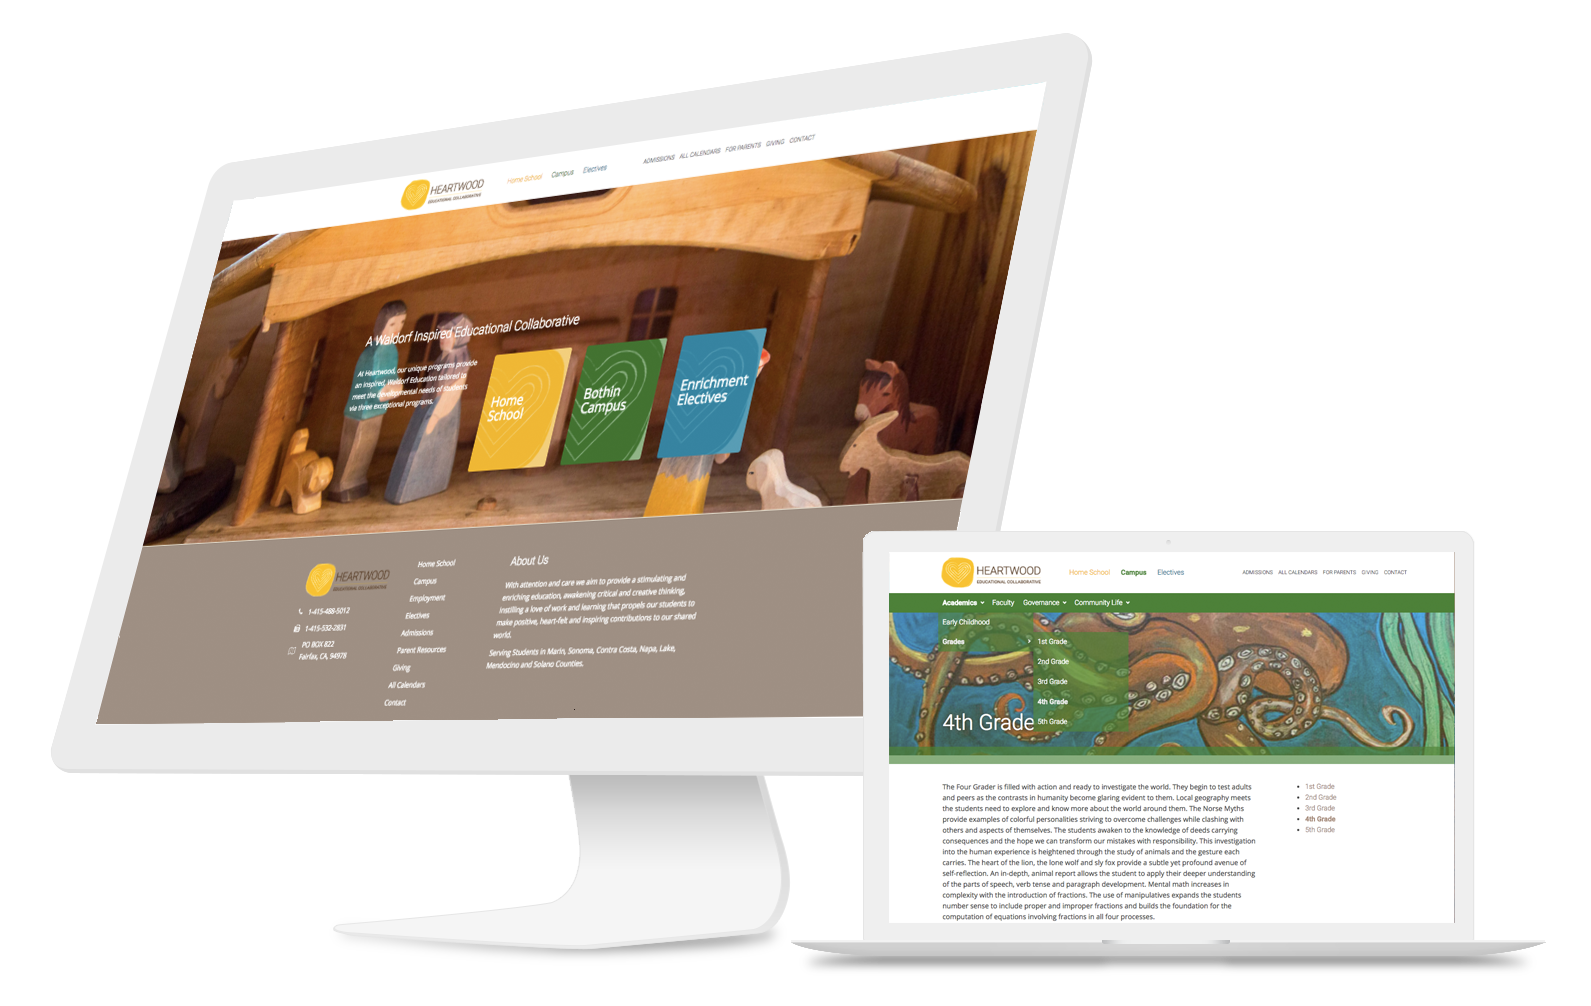 HEARTWOOD
EDUCATIONAL COLLABORATIVE
Home School Campus Electives
ADMISSIONS ALL CALENDARS FOR PARENTS GIVING CONTACT
A Waldorf Inspired Educational Collaborative
At Heartwood, our unique programs provide
an inspired, Waldorf Education tailored to
meet the developmental needs of students
via three exceptional programs.
Home
School
Bothin
Campus
Enrichment
Electives
HEARTWOOD
EDUCATIONAL COLLABORATIVE
1-415-488-5012
1-415-532-2831
PO BOX 822
Fairfax, CA, 94978
Home School
Campus
Employment
Electives
Admissions
Parent Resources
Giving
All Calendars
Contact
About Us
With attention and care we aim to provide a stimulating and
enriching education, awakening critical and creative thinking,
instilling a love of work and learning that propels our students to
make positive, heart-felt and inspiring contributions to our shared
world.
Serving Students in Marin, Sonoma, Contra Costa, Napa, Lake,
Mendocino and Solano Counties.
HEARTWOOD
EDUCATIONAL COLLABORATIVE
Home School Campus Electives
ADMISSIONS ALL CALENDARS FOR PARENTS GIVING CONTACT
Academics Faculty Governance Community Life
Early Childhood
Grades
1st Grade
2nd Grade
3rd Grade
4th Grade
5th Grade
4th Grade
The Four Grader is filled with action and ready to investigate the world. They begin to test adults
and peers as the contrasts in humanity become glaring evident to them. Local geography meets
the students need to explore and know more about the world around them. The Norse Myths
provide examples of colorful personalities striving to overcome challenges while clashing with
others and aspects of themselves. The students awaken to the knowledge of deeds carrying
consequences and the hope we can transform our mistakes with responsibility. This investigation
into the human experience is heightened through the study of animals and the gesture each
carries. The heart of the lion, the lone wolf and sly fox provide a subtle yet profound avenue of
self-reflection. An in-depth, animal report allows the student to apply their deeper understanding
of the parts of speech, verb tense and paragraph development. Mental math increases in
complexity with the introduction of fractions. The use of manipulatives expands the students
number sense to include proper and improper fractions and builds the foundation for the
computation of equations involving fractions in all four processes.
1st Grade
2nd Grade
3rd Grade
4th Grade
5th Grade